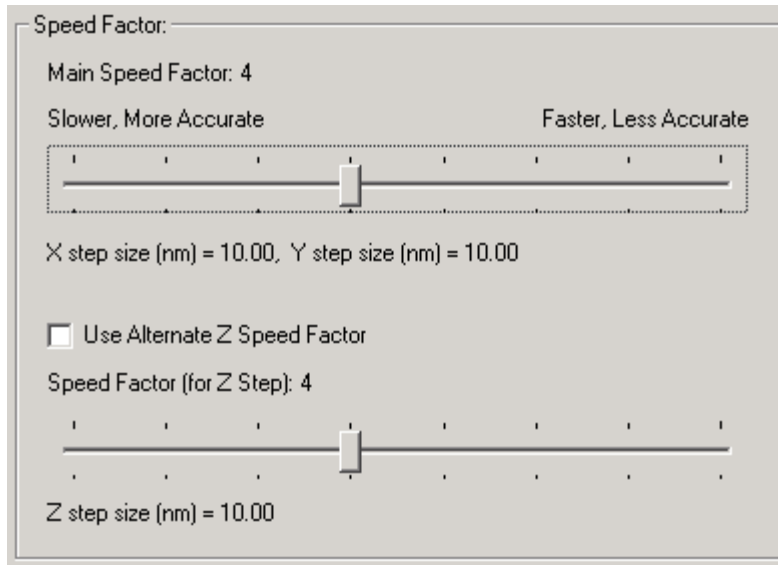 Speed Factor:
Main Speed Factor: 4
Slower, More Accurate Faster, Less Accurate
X step size (nm) = 10.00, Y step size (nm) = 10.00
Use Alternate Z Speed Factor
Speed Factor (for Z Step): 4
Z step size (nm) = 10.00